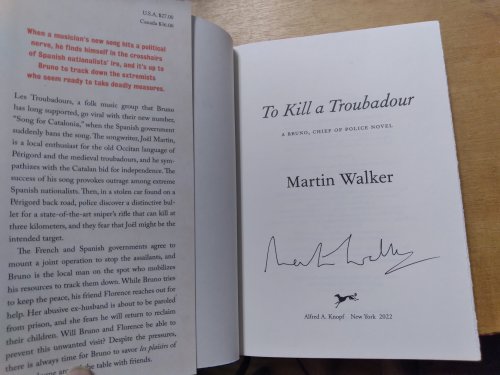 U.S.A. $27.00
Canada $36.00
When a musician's new song hits a political
nerve, he finds himself in the crosshairs
of Spanish nationalists' ire, and it's up to
Bruno to track down the extremists
who seem ready to take deadly measures.
Les Troubadours, a folk music group that Bruno
has long supported, go viral with their new number,
"Song for Catalonia," when the Spanish government
suddenly bans the song. The songwriter, Joël Martin,
is a local enthusiast for the old Occitan language of
Périgord and the medieval troubadours, and he sym-
pathizes with the Catalan bid for independence. The
success of his song provokes outrage among extreme
Spanish nationalists. Then, in a stolen car found on a
Périgord back road, police discover a distinctive bul-
let for a state-of-the-art sniper's rifle that can kill at
three kilometers, and they fear that Joël might be the
intended target.
The French and Spanish governments agree to
mount a joint operation to stop the assailants, and
Bruno is the local man on the spot who mobilizes
his resources to track them down. While Bruno tries
to keep the peace, his friend Florence reaches out for
help. Her abusive ex-husband is about to be paroled
from prison, and she fears he will return to reclaim
their children. Will Bruno and Florence be able to
prevent this unwanted visit? Despite the pressures,
there is always time for Bruno to savor les plaisirs of
the table with friends.
To Kill a Troubadour
A BRUNO, CHIEF OF POLICE NOVEL
Martin Walker
Martin Walker
Alfred A. Knopf New York 2022